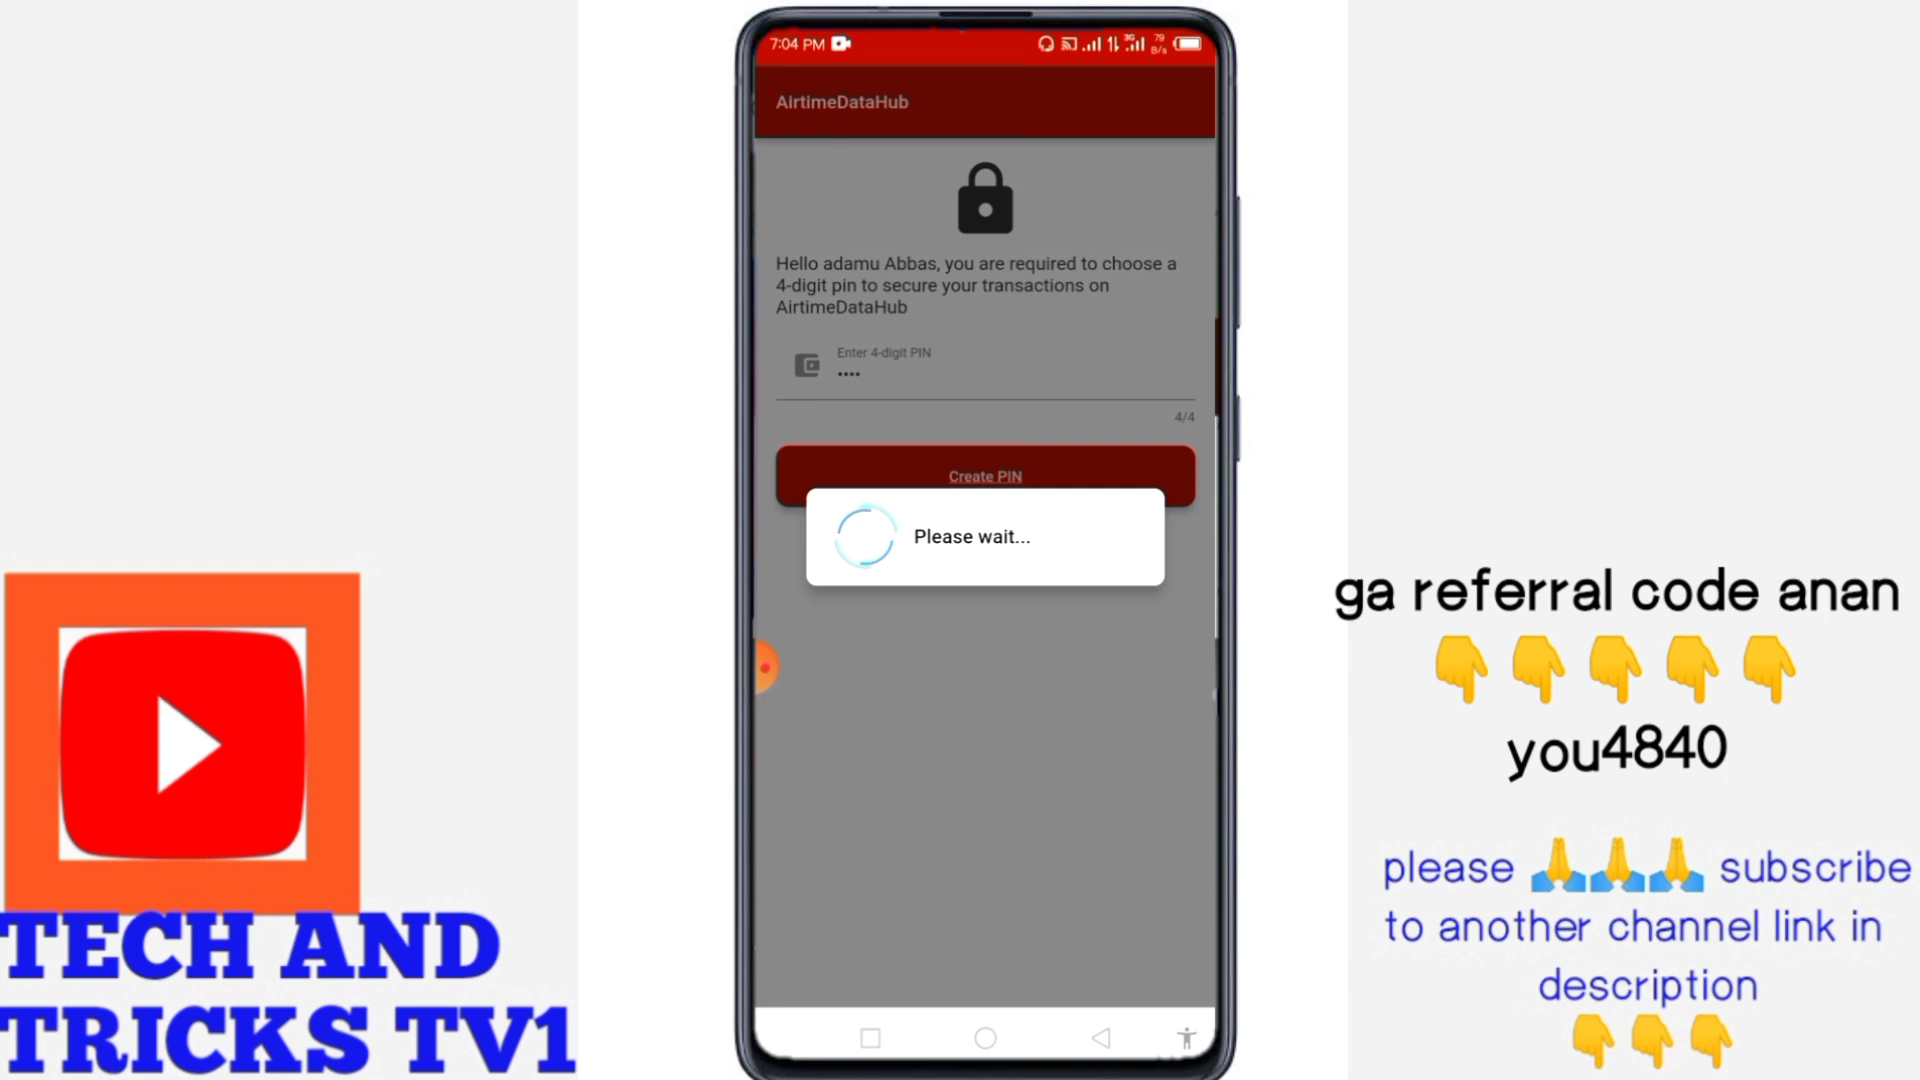 7:04 PM
3G
79
B/s
AirtimeDataHub
Hello adamu Abbas, you are required to choose a
4-digit pin to secure your transactions on
AirtimeDataHub
Enter 4-digit PIN
••••
4/4
Create PIN
Please wait...
TECH AND
TRICKS TV1
ga referral code anan
👇👇👇👇👇
you4840
please 🙏🙏🙏 subscribe
to another channel link in
description
👇👇👇